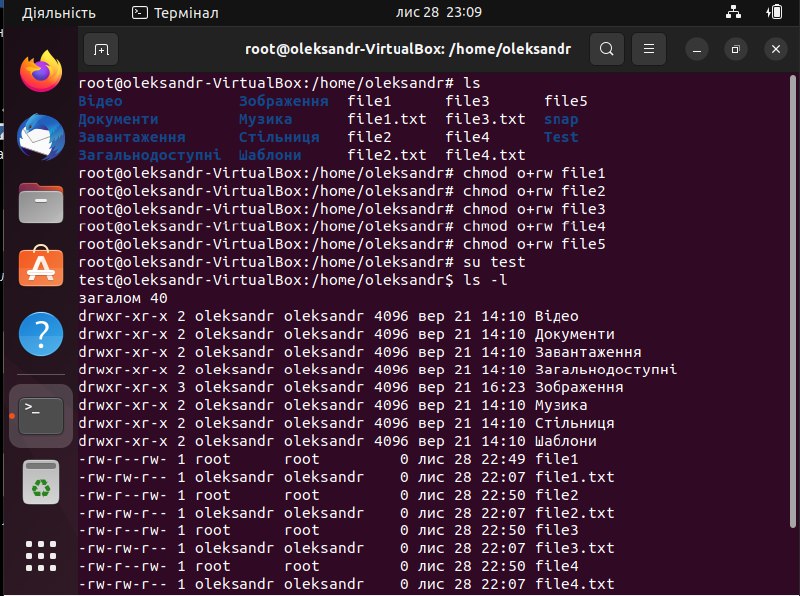 Діяльність Термінал лис 28 23:09
root@oleksandr-VirtualBox: /home/oleksandr
root@oleksandr-VirtualBox:/home/oleksandr# ls
Відео Зображення file1 file3 file5
Документи Музика file1.txt file3.txt snap
Завантаження Стільниця file2 file4 Test
Загальнодоступні Шаблони file2.txt file4.txt
root@oleksandr-VirtualBox:/home/oleksandr# chmod o+rw file1
root@oleksandr-VirtualBox:/home/oleksandr# chmod o+rw file2
root@oleksandr-VirtualBox:/home/oleksandr# chmod o+rw file3
root@oleksandr-VirtualBox:/home/oleksandr# chmod o+rw file4
root@oleksandr-VirtualBox:/home/oleksandr# chmod o+rw file5
root@oleksandr-VirtualBox:/home/oleksandr# su test
test@oleksandr-VirtualBox:/home/oleksandr$ ls -l
загалом 40
drwxr-xr-x 2 oleksandr oleksandr 4096 вер 21 14:10 Відео
drwxr-xr-x 2 oleksandr oleksandr 4096 вер 21 14:10 Документи
drwxr-xr-x 2 oleksandr oleksandr 4096 вер 21 14:10 Завантаження
drwxr-xr-x 2 oleksandr oleksandr 4096 вер 21 14:10 Загальнодоступні
drwxr-xr-x 3 oleksandr oleksandr 4096 вер 21 16:23 Зображення
drwxr-xr-x 2 oleksandr oleksandr 4096 вер 21 14:10 Музика
drwxr-xr-x 2 oleksandr oleksandr 4096 вер 21 14:10 Стільниця
drwxr-xr-x 2 oleksandr oleksandr 4096 вер 21 14:10 Шаблони
-rw-r--rw- 1 root root 0 лис 28 22:49 file1
-rw-rw-r-- 1 oleksandr oleksandr 0 лис 28 22:07 file1.txt
-rw-r--rw- 1 root root 0 лис 28 22:50 file2
-rw-rw-r-- 1 oleksandr oleksandr 0 лис 28 22:07 file2.txt
-rw-r--rw- 1 root root 0 лис 28 22:50 file3
-rw-rw-r-- 1 oleksandr oleksandr 0 лис 28 22:07 file3.txt
-rw-r--rw- 1 root root 0 лис 28 22:50 file4
-rw-rw-r-- 1 oleksandr oleksandr 0 лис 28 22:07 file4.txt